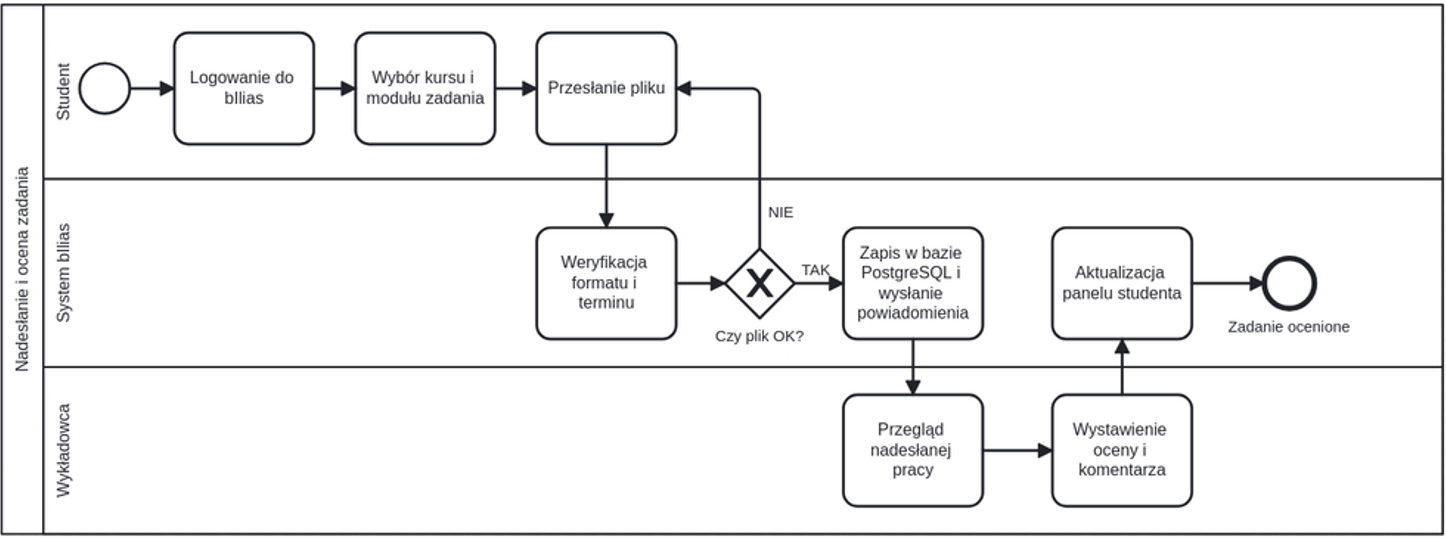 Nadesłanie i ocena zadania
Student
Logowanie do
bIlias
Wybór kursu i
modułu zadania
Przesłanie pliku
System bIlias
Weryfikacja
formatu i
terminu
NIE
TAK
Czy plik OK?
Zapis w bazie
PostgreSQL i
wysłanie
powiadomienia
Aktualizacja
panelu studenta
Zadanie ocenione
Wykładowca
Przegląd
nadesłanej
pracy
Wystawienie
oceny i
komentarza